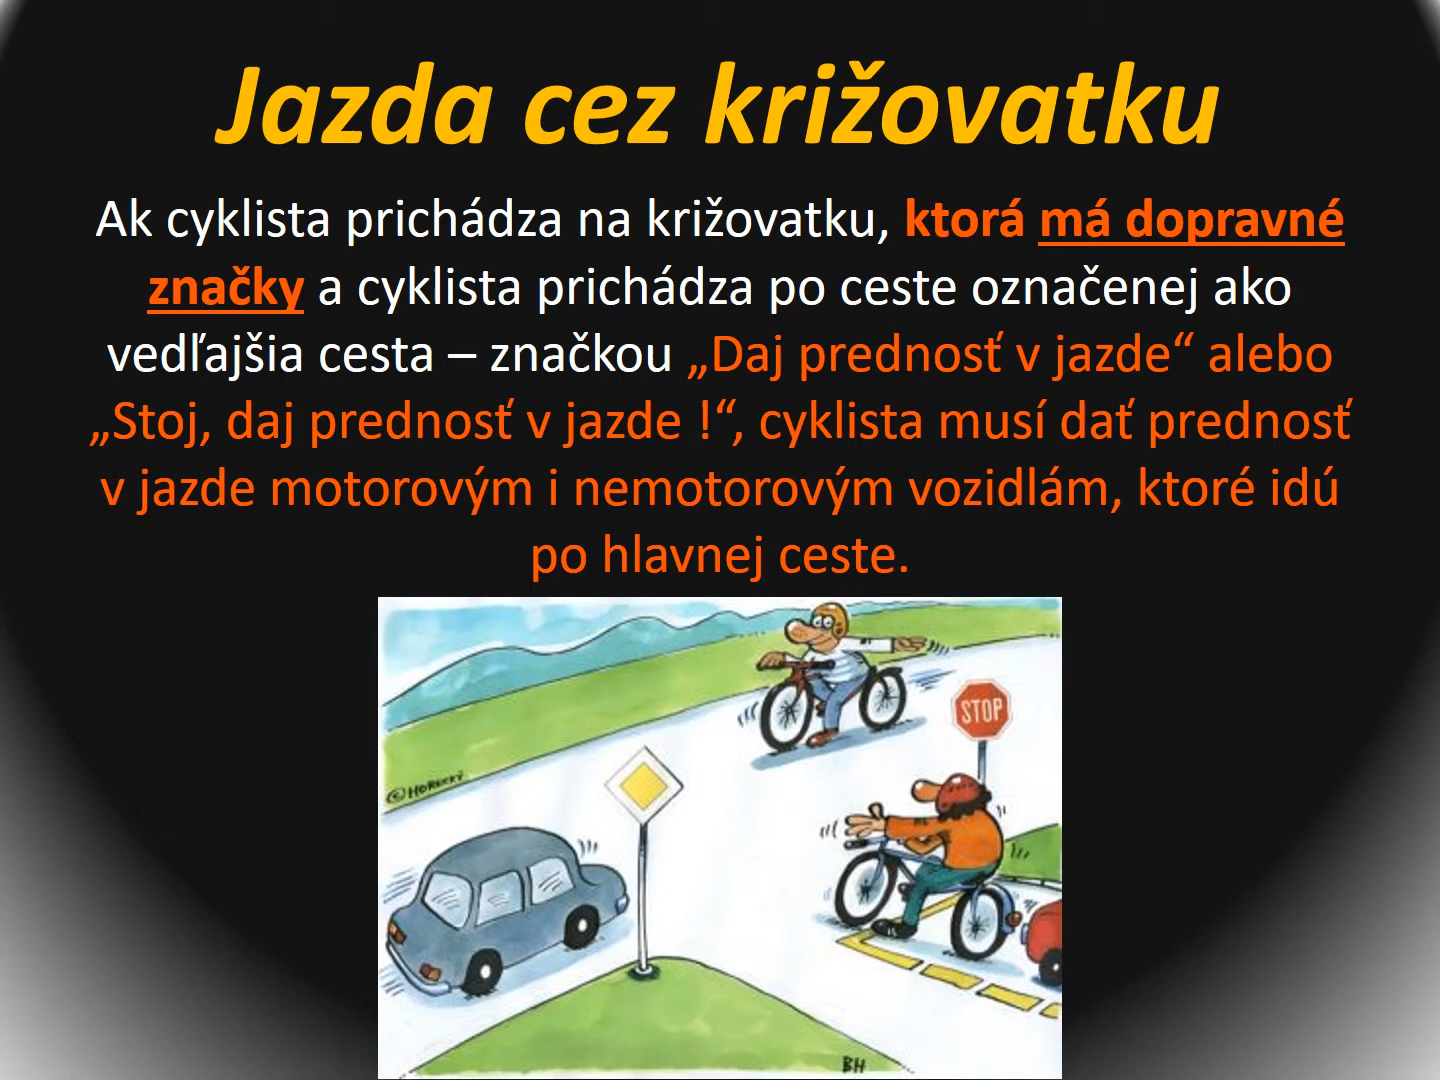 Jazda cez križovatku
Ak cyklista prichádza na križovatku, ktorá má dopravné
značky a cyklista prichádza po ceste označenej ako
vedľajšia cesta – značkou „Daj prednosť v jazde“ alebo
„Stoj, daj prednosť v jazde !“, cyklista musí dať prednosť
v jazde motorovým i nemotorovým vozidlám, ktoré idú
po hlavnej ceste.
STOP
© HORECKÝ
BH